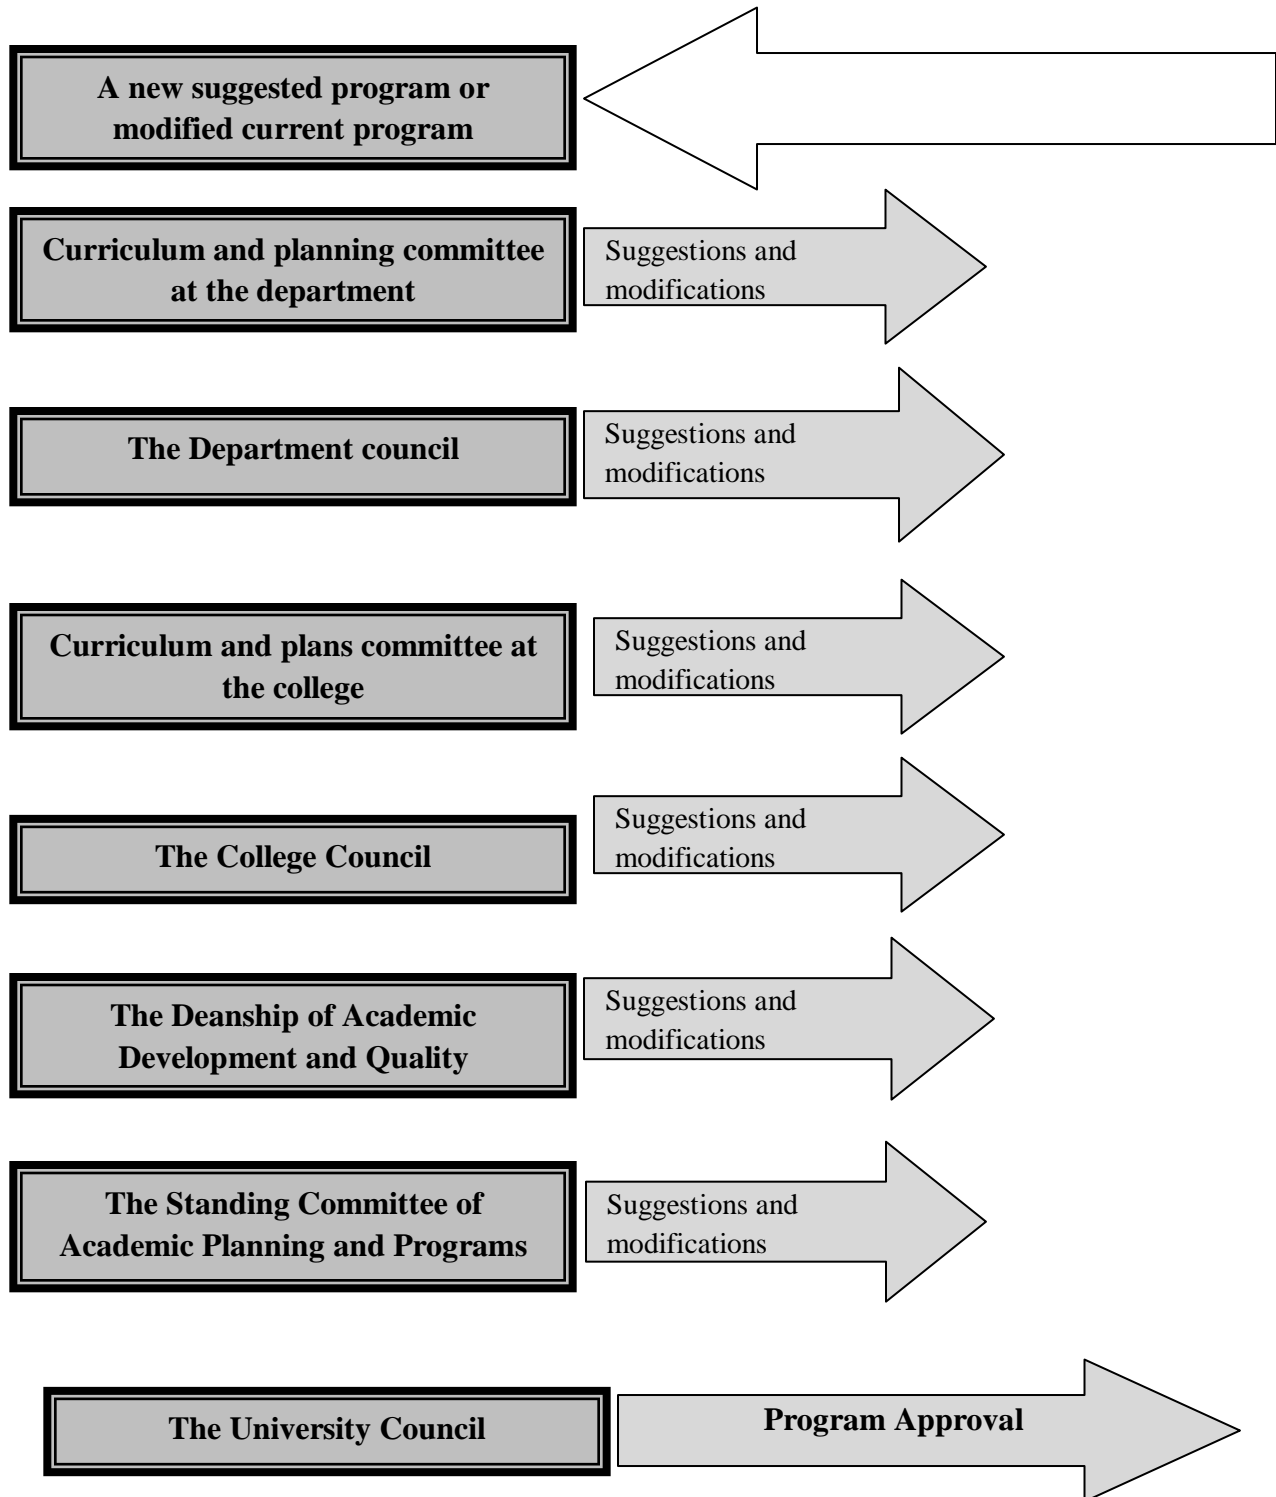 A new suggested program or
modified current program
Curriculum and planning committee
at the department
Suggestions and
modifications
The Department council
Suggestions and
modifications
Curriculum and plans committee at
the college
Suggestions and
modifications
The College Council
Suggestions and
modifications
The Deanship of Academic
Development and Quality
Suggestions and
modifications
The Standing Committee of
Academic Planning and Programs
Suggestions and
modifications
The University Council
Program Approval